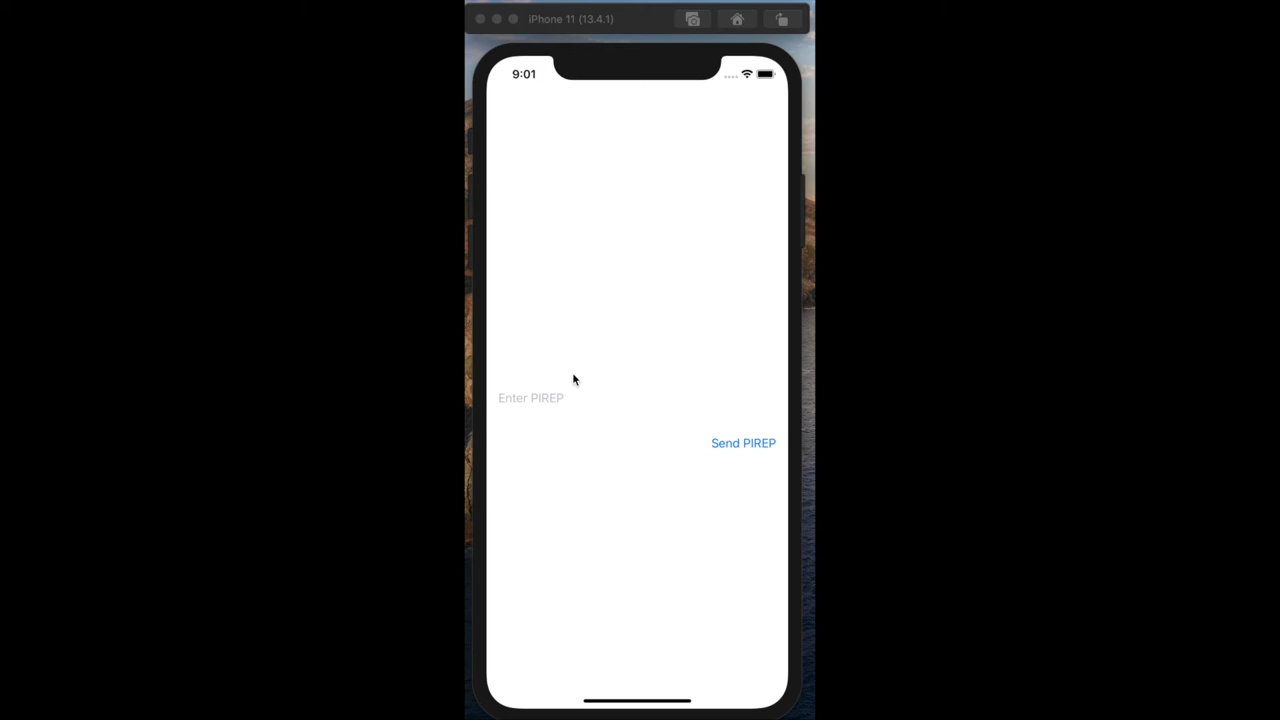 iPhone 11 (13.4.1)
9:01
Enter PIREP
Send PIREP